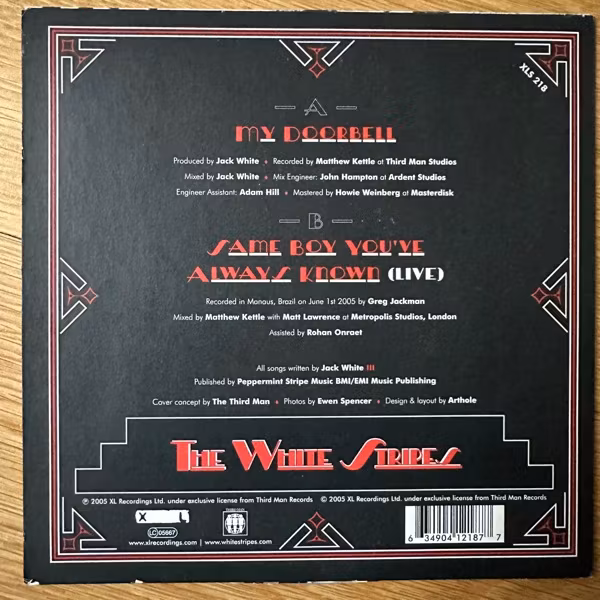 XLS 218
A
MY DOORBELL
Produced by Jack White ♦ Recorded by Matthew Kettle at Third Man Studios
Mixed by Jack White ♦ Mix Engineer: John Hampton at Ardent Studios
Engineer Assistant: Adam Hill ♦ Mastered by Howie Weinberg at Masterdisk
B
SAME BOY YOU'VE
ALWAYS KNOWN (LIVE)
Recorded in Manaus, Brazil on June 1st 2005 by Greg Jackman
Mixed by Matthew Kettle with Matt Lawrence at Metropolis Studios, London
Assisted by Rohan Onraet
All songs written by Jack White III
Published by Peppermint Stripe Music BMI/EMI Music Publishing
Cover concept by The Third Man ♦ Photos by Ewen Spencer ♦ Design & layout by Arthole
THE WHITE STRIPES
℗ 2005 XL Recordings Ltd. under exclusive license from Third Man Records © 2005 XL Recordings Ltd. under exclusive license from Third Man Records
X L
LC 05667
www.xlrecordings.com | www.whitestripes.com
6 34904 12187 7